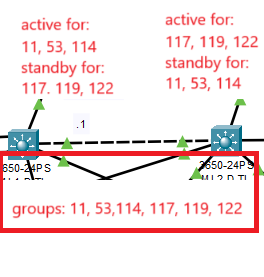 active for:
11, 53, 114
standby for:
117. 119, 122
active for:
117, 119, 122
standby for:
11, 53, 114
.1
650-24PS
3650-24PS
groups: 11, 53,114, 117, 119, 122